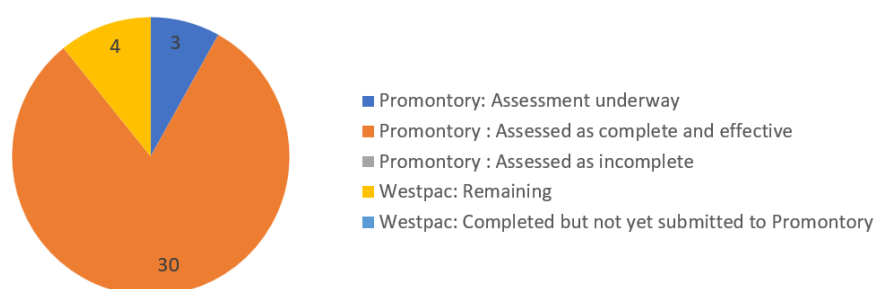 4
3
30
Promontory: Assessment underway
Promontory : Assessed as complete and effective
Promontory : Assessed as incomplete
Westpac: Remaining
Westpac: Completed but not yet submitted to Promontory